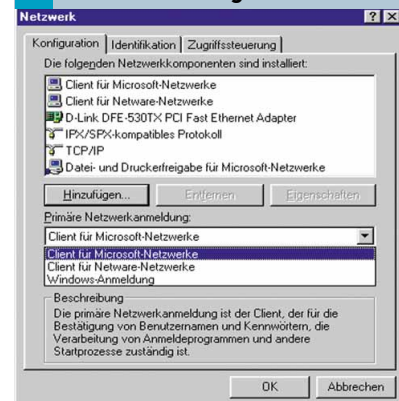 Netzwerk
Konfiguration Identifikation Zugriffssteuerung
Die folgenden Netzwerkkomponenten sind installiert:
Client für Microsoft-Netzwerke
Client für Netware-Netzwerke
D-Link DFE-530TX PCI Fast Ethernet Adapter
IPX/SPX-kompatibles Protokoll
TCP/IP
Datei- und Druckerfreigabe für Microsoft-Netzwerke
Hinzufügen... Entfernen Eigenschaften
Primäre Netzwerkanmeldung:
Client für Microsoft-Netzwerke
Client für Microsoft-Netzwerke
Client für Netware-Netzwerke
Windows-Anmeldung
Beschreibung
Die primäre Netzwerkanmeldung ist der Client, der für die
Bestätigung von Benutzernamen und Kennwörtern, die
Verarbeitung von Anmeldeprogrammen und andere
Startprozesse zuständig ist.
OK Abbrechen